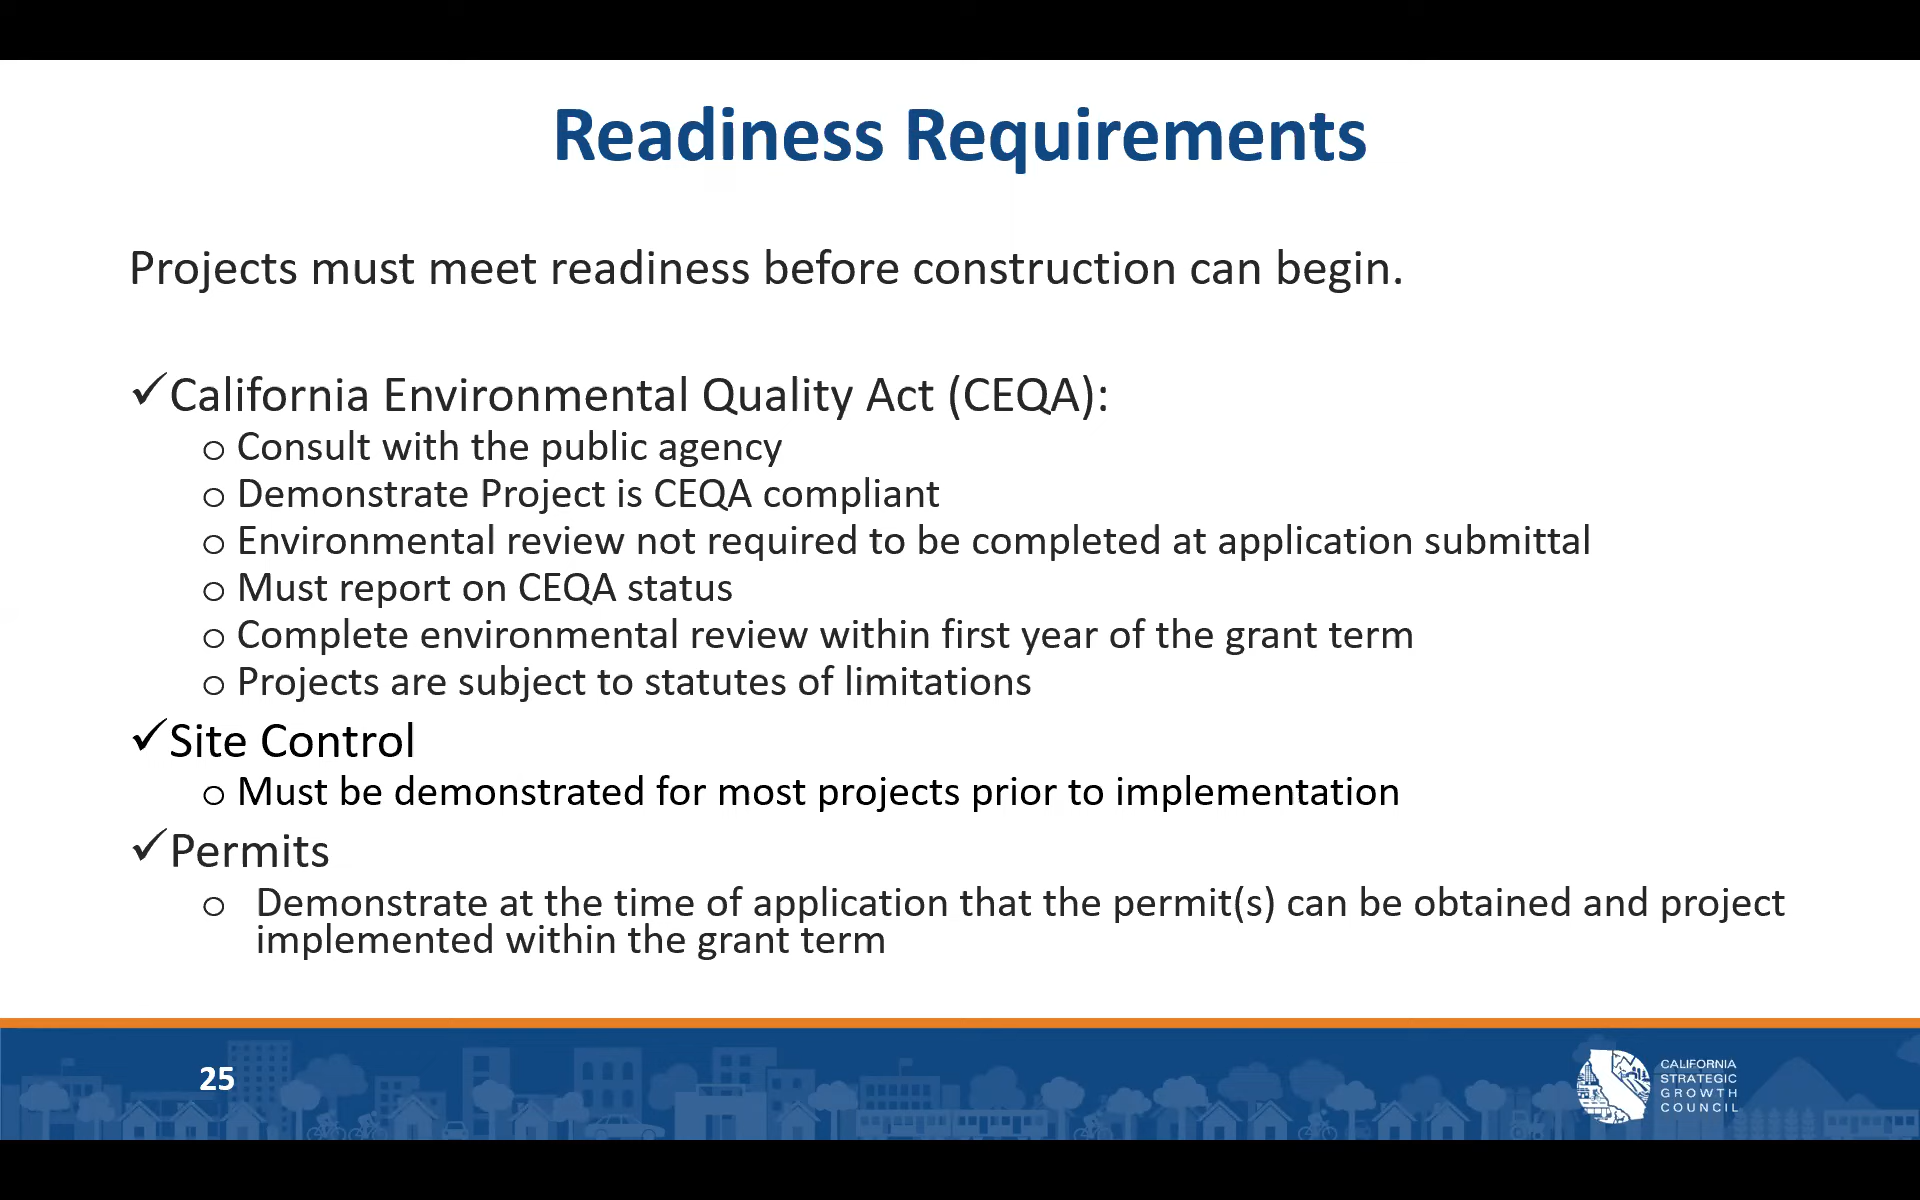 Readiness Requirements
Projects must meet readiness before construction can begin.
✓California Environmental Quality Act (CEQA):
o Consult with the public agency
o Demonstrate Project is CEQA compliant
o Environmental review not required to be completed at application submittal
o Must report on CEQA status
o Complete environmental review within first year of the grant term
o Projects are subject to statutes of limitations
✓Site Control
o Must be demonstrated for most projects prior to implementation
✓Permits
o Demonstrate at the time of application that the permit(s) can be obtained and project
implemented within the grant term
25
CALIFORNIA
STRATEGIC
GROWTH
COUNCIL